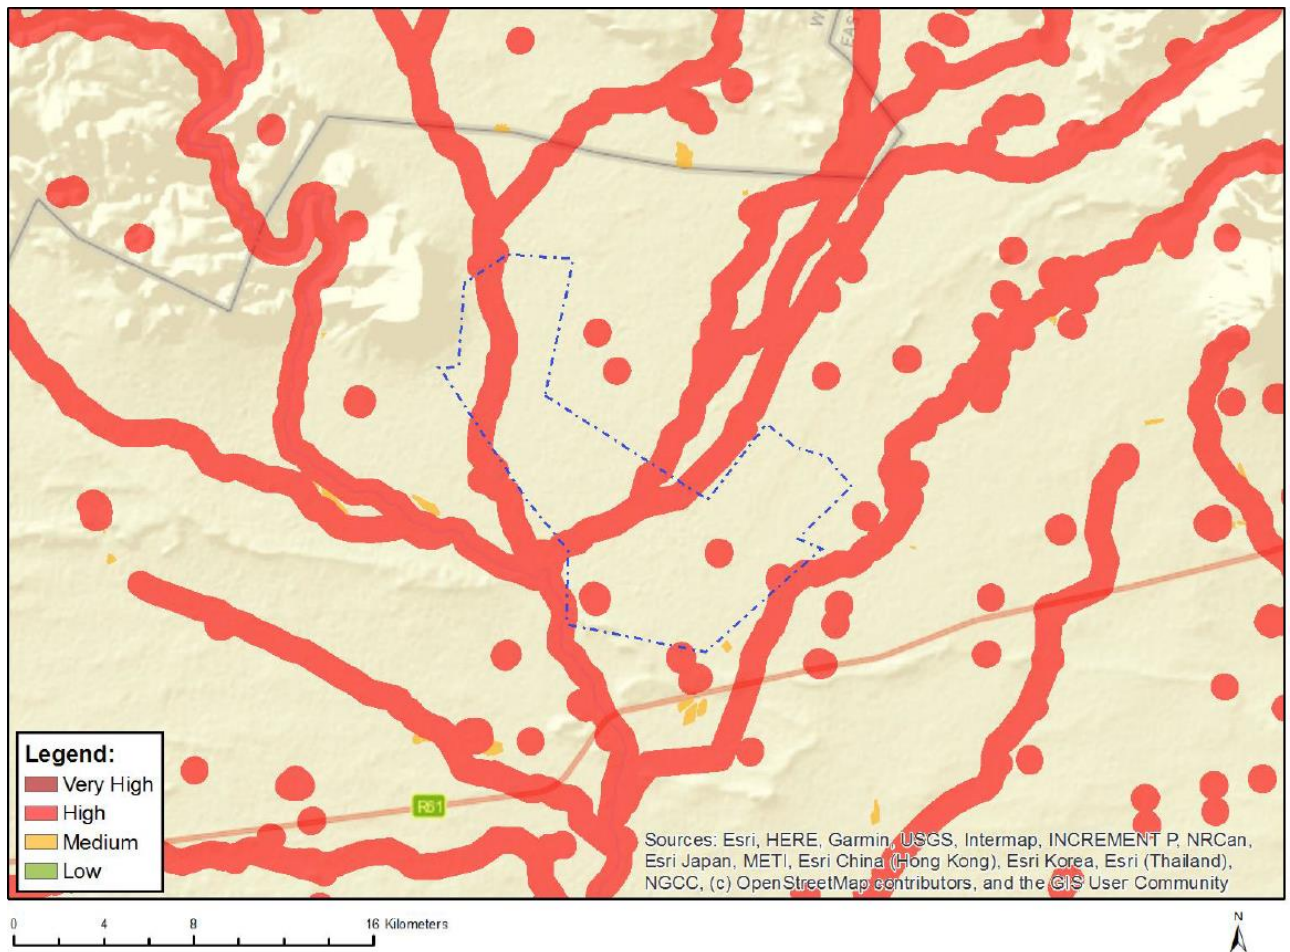 W
EAS
Legend:
Very High
High
Medium
Low
R61
Sources: Esri, HERE, Garmin, USGS, Intermap, INCREMENT P, NRCan,
Esri Japan, METI, Esri China (Hong Kong), Esri Korea, Esri (Thailand),
NGCC, (c) OpenStreetMap contributors, and the GIS User Community
0 4 8 16 Kilometers
N